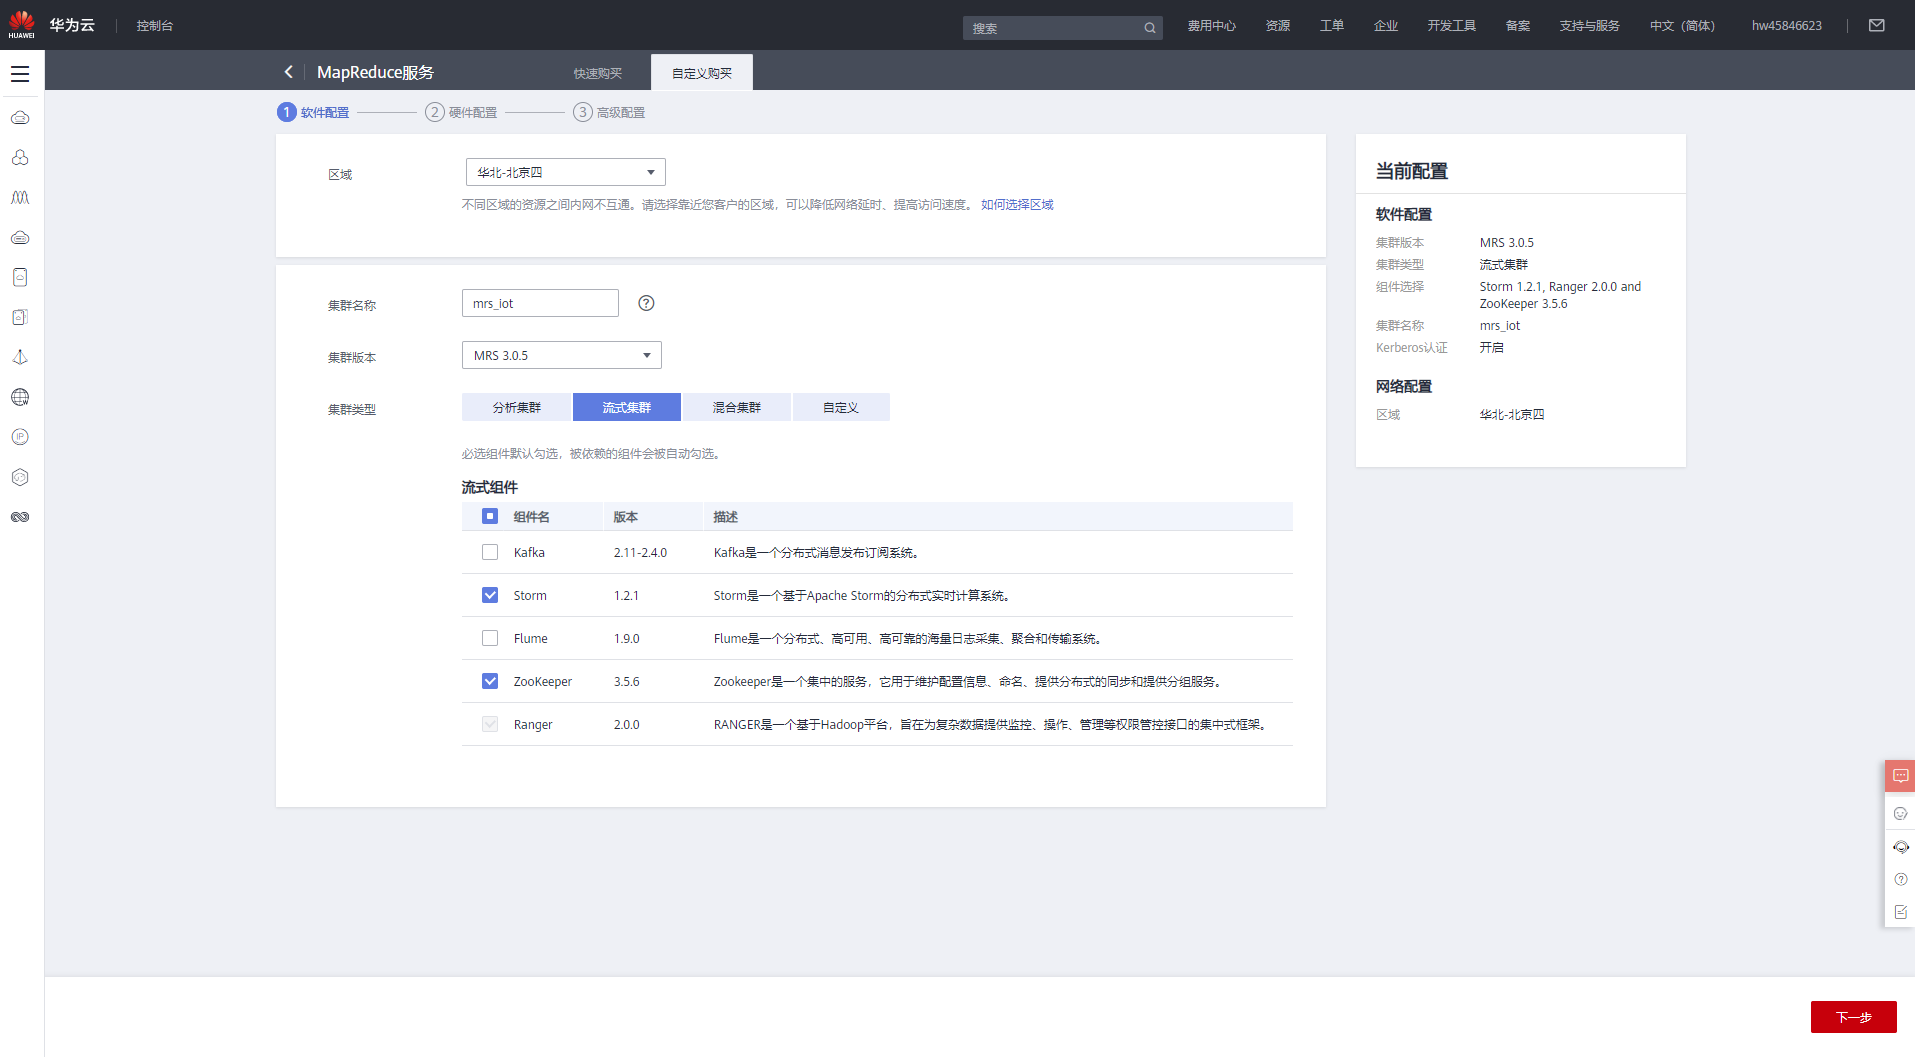 HUAWEI 华为云 控制台 搜索 费用中心 资源 工单 企业 开发工具 备案 支持与服务 中文（简体） hw45846623
MapReduce服务 快速购买 自定义购买
1 软件配置 2 硬件配置 3 高级配置
区域 华北-北京四
不同区域的资源之间内网不互通。请选择靠近您客户的区域，可以降低网络延时、提高访问速度。 如何选择区域
集群名称 mrs_iot
集群版本 MRS 3.0.5
集群类型 分析集群 流式集群 混合集群 自定义
必选组件默认勾选，被依赖的组件会被自动勾选。
流式组件
组件名 版本 描述
Kafka 2.11-2.4.0 Kafka是一个分布式消息发布订阅系统。
Storm 1.2.1 Storm是一个基于Apache Storm的分布式实时计算系统。
Flume 1.9.0 Flume是一个分布式、高可用、高可靠的海量日志采集、聚合和传输系统。
ZooKeeper 3.5.6 Zookeeper是一个集中的服务，它用于维护配置信息、命名、提供分布式的同步和提供分组服务。
Ranger 2.0.0 RANGER是一个基于Hadoop平台，旨在为复杂数据提供监控、操作、管理等权限管控接口的集中式框架。
当前配置
软件配置
集群版本 MRS 3.0.5
集群类型 流式集群
组件选择 Storm 1.2.1, Ranger 2.0.0 and
ZooKeeper 3.5.6
集群名称 mrs_iot
Kerberos认证 开启
网络配置
区域 华北-北京四
下一步